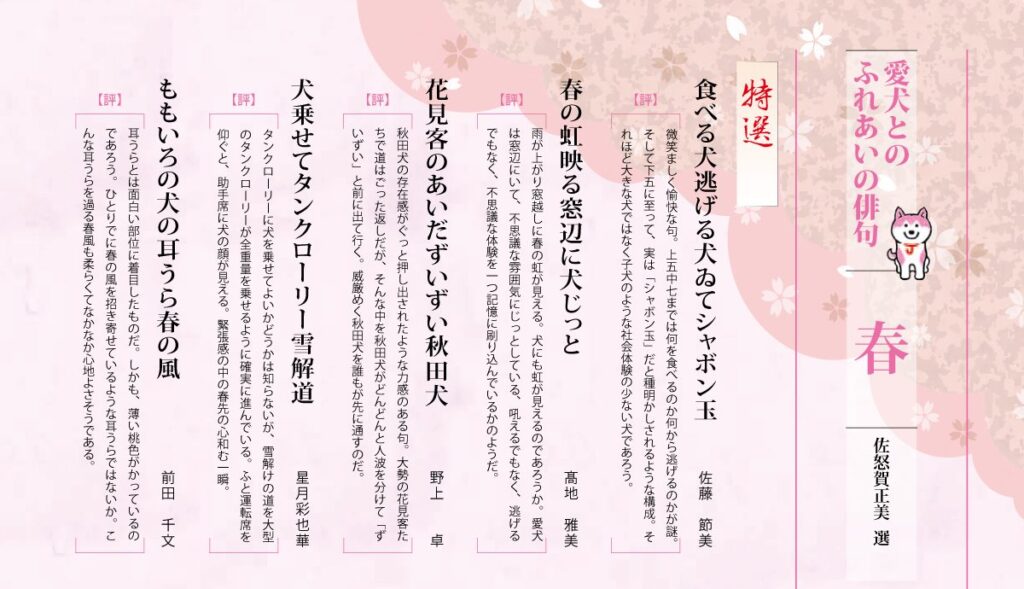 愛犬との
ふれあいの俳句
春
佐怒賀正美 選
特選
食べる犬逃げる犬ゐてシャボン玉
佐藤 節美
【評】
微笑ましく愉快な句。上五中七までは何を食べるのか何から逃げるのかが謎。
そして下五に至って、実は「シャボン玉」だと種明かしされるような構成。そ
れほど大きな犬ではなく子犬のような社会体験の少ない犬であろう。
春の虹映る窓辺に犬じっと
髙地 雅美
【評】
雨が上がり窓越しに春の虹が見える。犬にも虹が見えるのであろうか。愛犬
は窓辺にいて、不思議な雰囲気にじっとしている、吼えるでもなく、逃げる
でもなく、不思議な体験を一つ記憶に刷り込んでいるかのようだ。
花見客のあいだずいずい秋田犬
野上 卓
【評】
秋田犬の存在感がぐっと押し出されたような力感のある句。大勢の花見客た
ちで道はごった返しだが、そんな中を秋田犬がどんどんと人波を分けて「ず
いずい」と前に出て行く。威厳めく秋田犬を誰もが先に通すのだ。
犬乗せてタンクローリー雪解道
星月彩也華
【評】
タンクローリーに犬を乗せてよいかどうかは知らないが、雪解けの道を大型
のタンクローリーが全重量を乗せるように確実に進んでいる。ふと運転席を
仰ぐと、助手席に犬の顔が見える。緊張感の中の春先の心和む一瞬。
ももいろの犬の耳うら春の風
前田 千文
【評】
耳うらとは面白い部位に着目したものだ。しかも、薄い桃色がかっているの
であろう。ひとりでに春の風を招き寄せているような耳うらではないか。こ
んな耳うらを過る春風も柔らくてなかなか心地よさそうである。